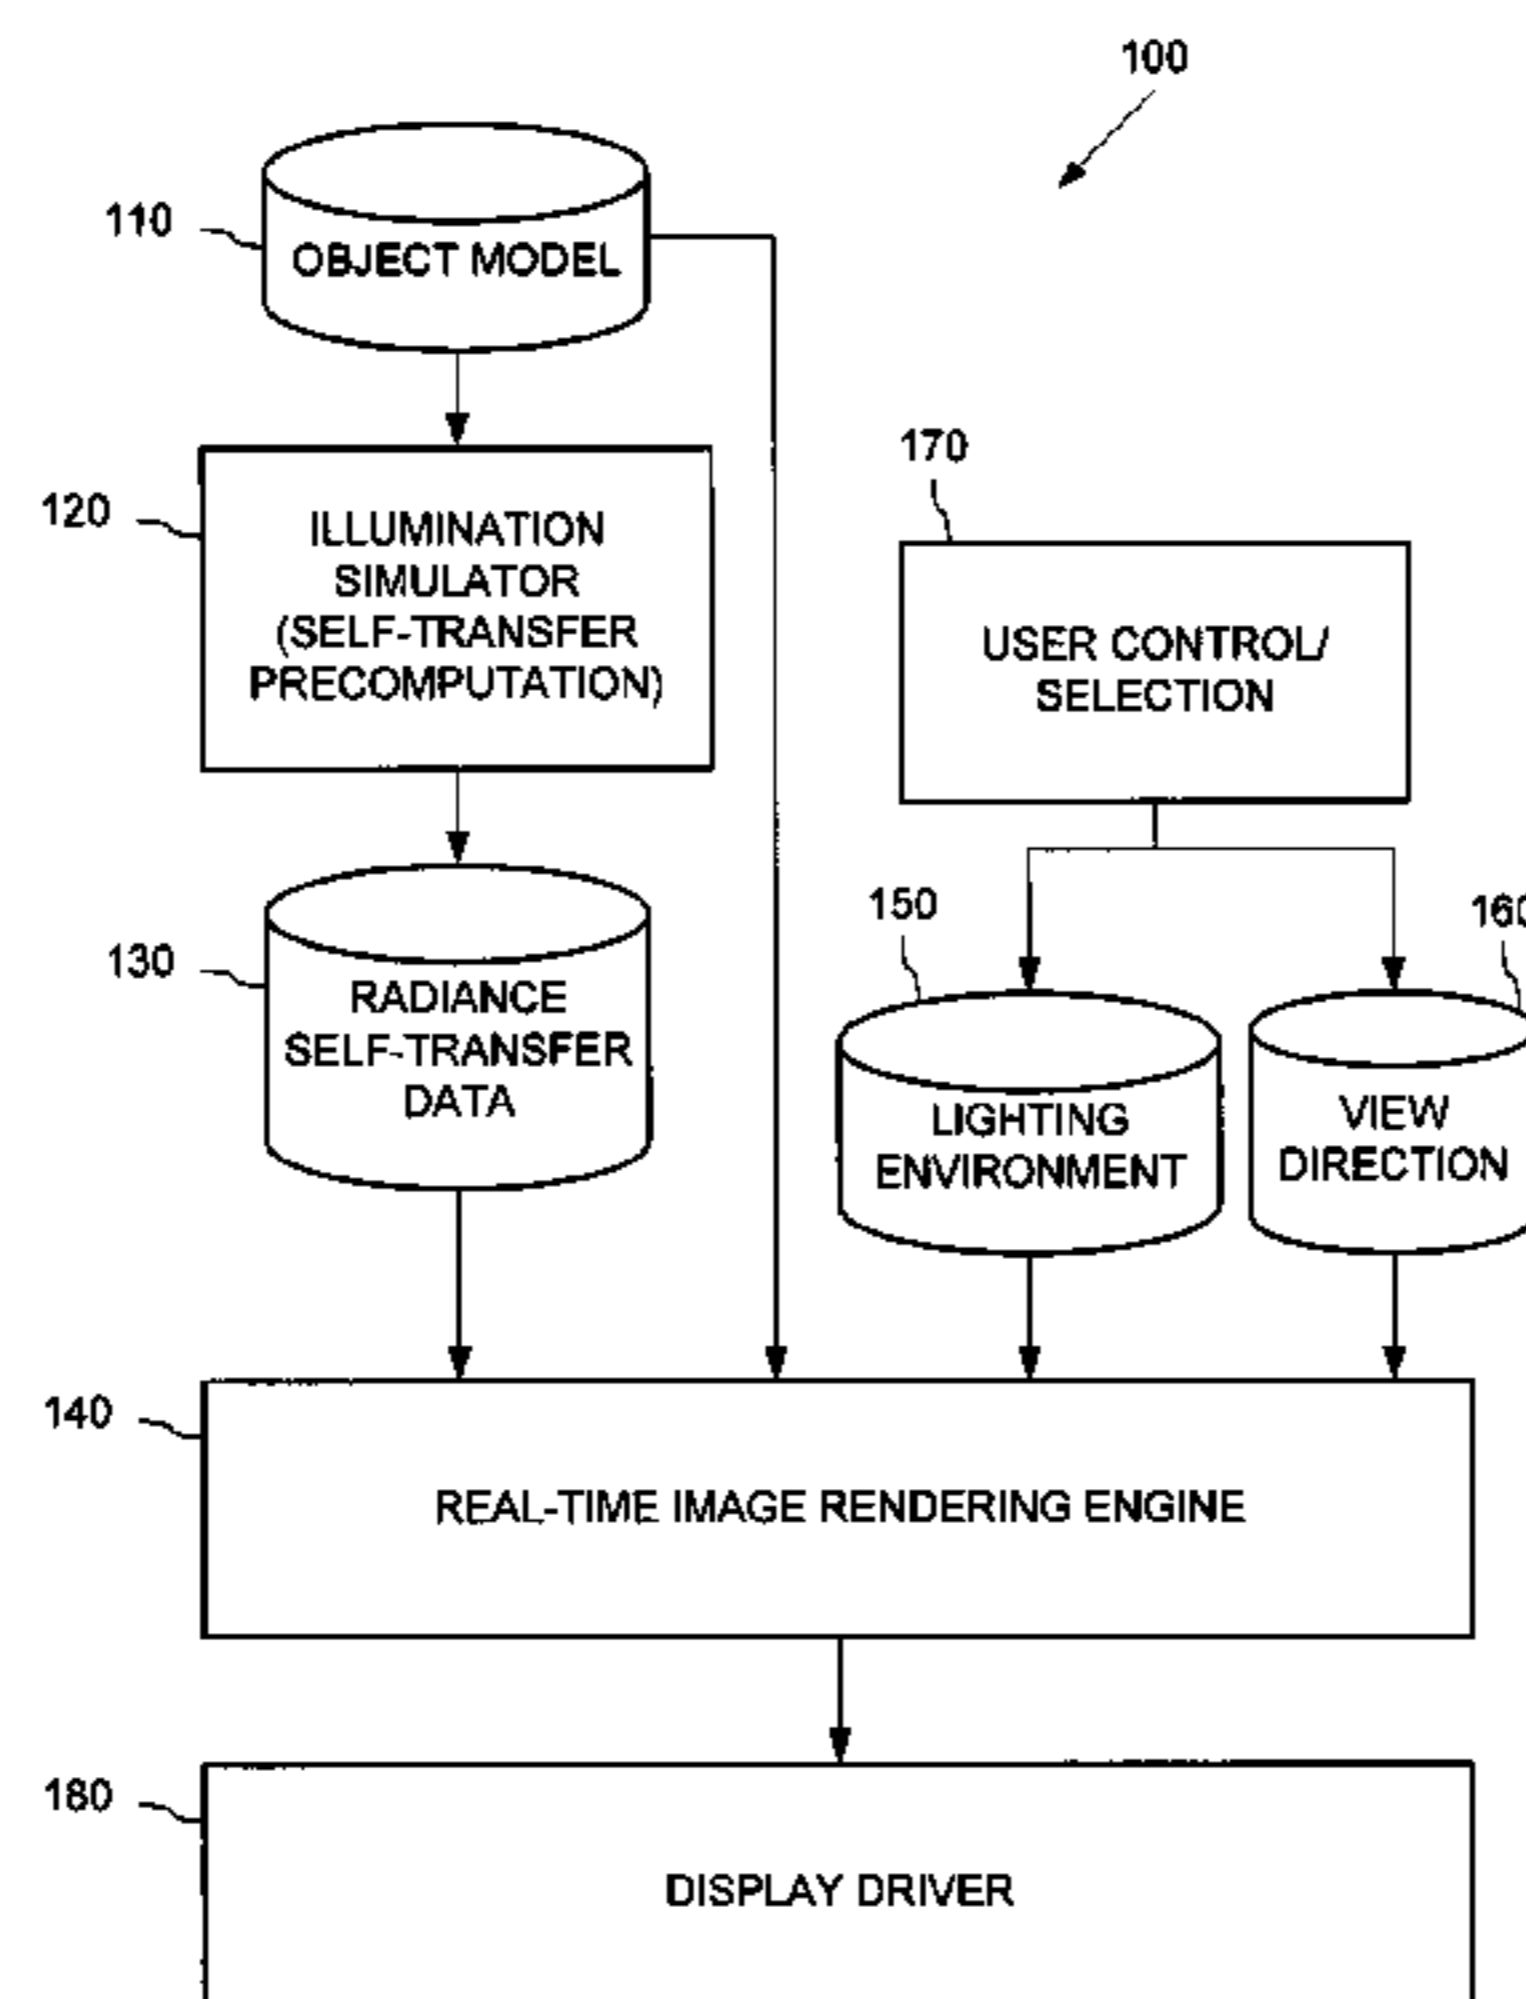 100
110
OBJECT MODEL
120
ILLUMINATION
SIMULATOR
(SELF-TRANSFER
PRECOMPUTATION)
170
USER CONTROL/
SELECTION
130
RADIANCE
SELF-TRANSFER
DATA
150
LIGHTING
ENVIRONMENT
160
VIEW
DIRECTION
140
REAL-TIME IMAGE RENDERING ENGINE
180
DISPLAY DRIVER